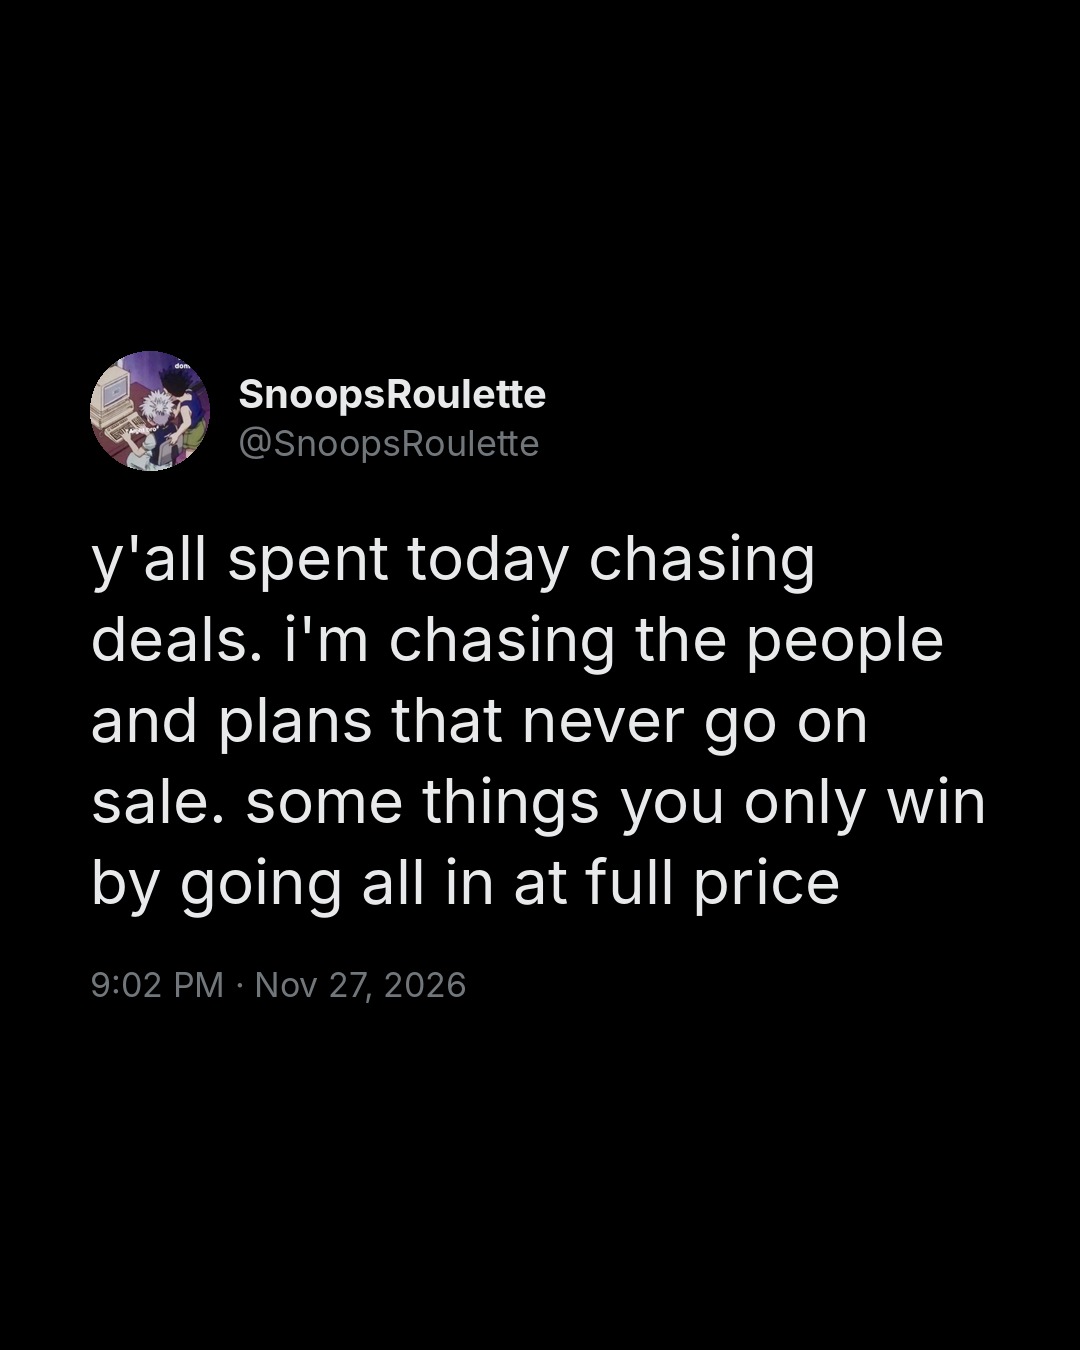 SnoopsRoulette
@SnoopsRoulette
y'all spent today chasing
deals. i'm chasing the people
and plans that never go on
sale. some things you only win
by going all in at full price
9:02 PM · Nov 27, 2026